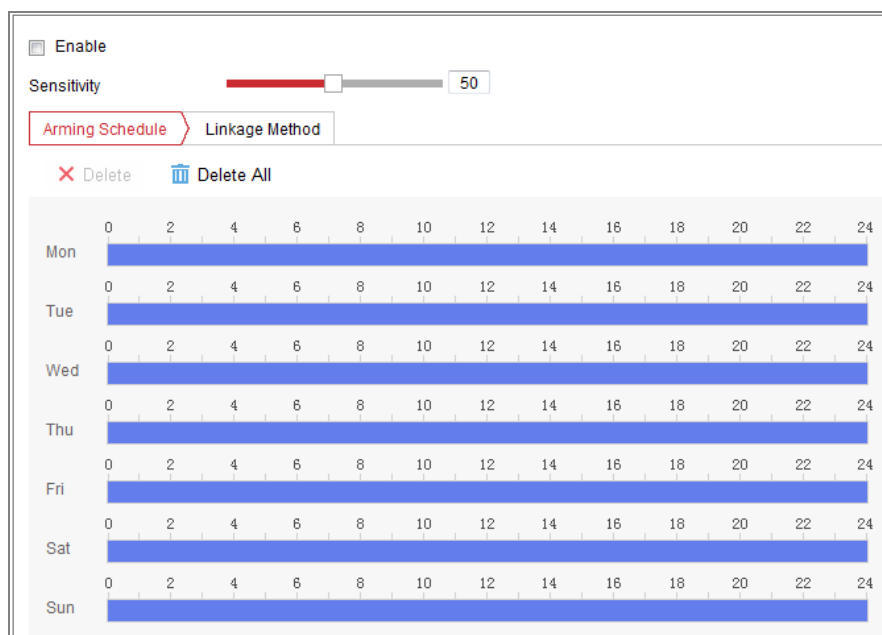 Enable
Sensitivity 50
Arming Schedule Linkage Method
Delete Delete All
0 2 4 6 8 10 12 14 16 18 20 22 24
Mon
0 2 4 6 8 10 12 14 16 18 20 22 24
Tue
0 2 4 6 8 10 12 14 16 18 20 22 24
Wed
0 2 4 6 8 10 12 14 16 18 20 22 24
Thu
0 2 4 6 8 10 12 14 16 18 20 22 24
Fri
0 2 4 6 8 10 12 14 16 18 20 22 24
Sat
0 2 4 6 8 10 12 14 16 18 20 22 24
Sun